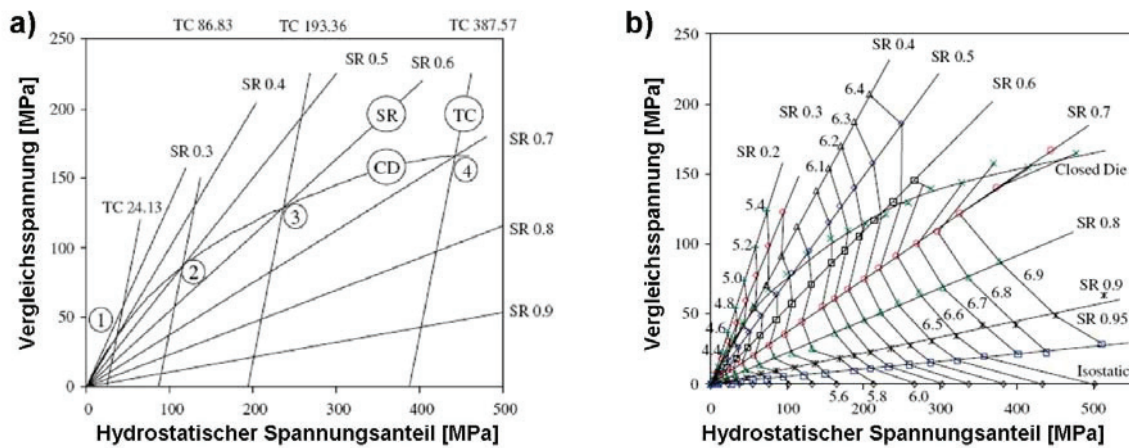 a)
TC 86.83
TC 193.36
TC 387.57
Vergleichsspannung [MPa]
250
200
150
100
50
0
SR 0.4
SR 0.5
SR 0.6
SR 0.3
SR
TC
SR 0.7
CD
TC 24.13
1
2
3
4
SR 0.8
SR 0.9
0
100
200
300
400
500
Hydrostatischer Spannungsanteil [MPa]
b)
Vergleichsspannung [MPa]
250
200
150
100
50
0
SR 0.4
SR 0.5
SR 0.6
SR 0.3
SR 0.7
SR 0.2
6.4
6.3
6.2
6.1
Closed Die
5.4
5.2
5.0
4.8
4.6
4.4
SR 0.8
6.9
6.8
6.7
6.6
6.5
SR 0.9
SR 0.95
Isostatic
5.6
5.8
6.0
0
100
200
300
400
500
Hydrostatischer Spannungsanteil [MPa]